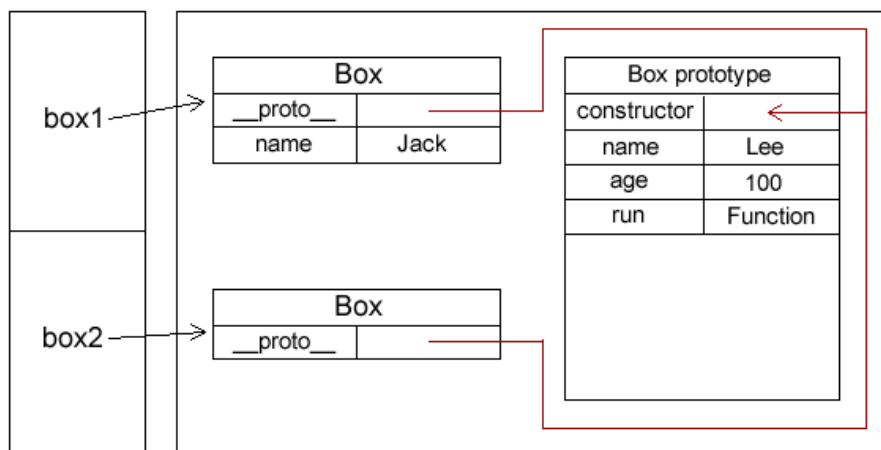 box1
box2
Box
__proto__
name Jack
Box
__proto__
Box prototype
constructor
name Lee
age 100
run Function